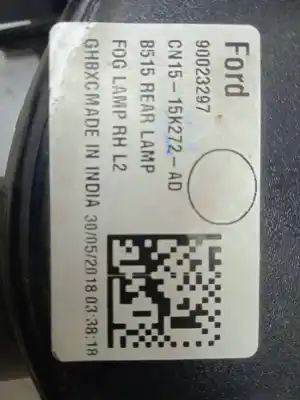 Ford
90023297
CN15-15K272-AD
B515 REAR LAMP
FOG LAMP RH L2
GHBXCMADE IN INDIA 30/05/2018 03:38:18